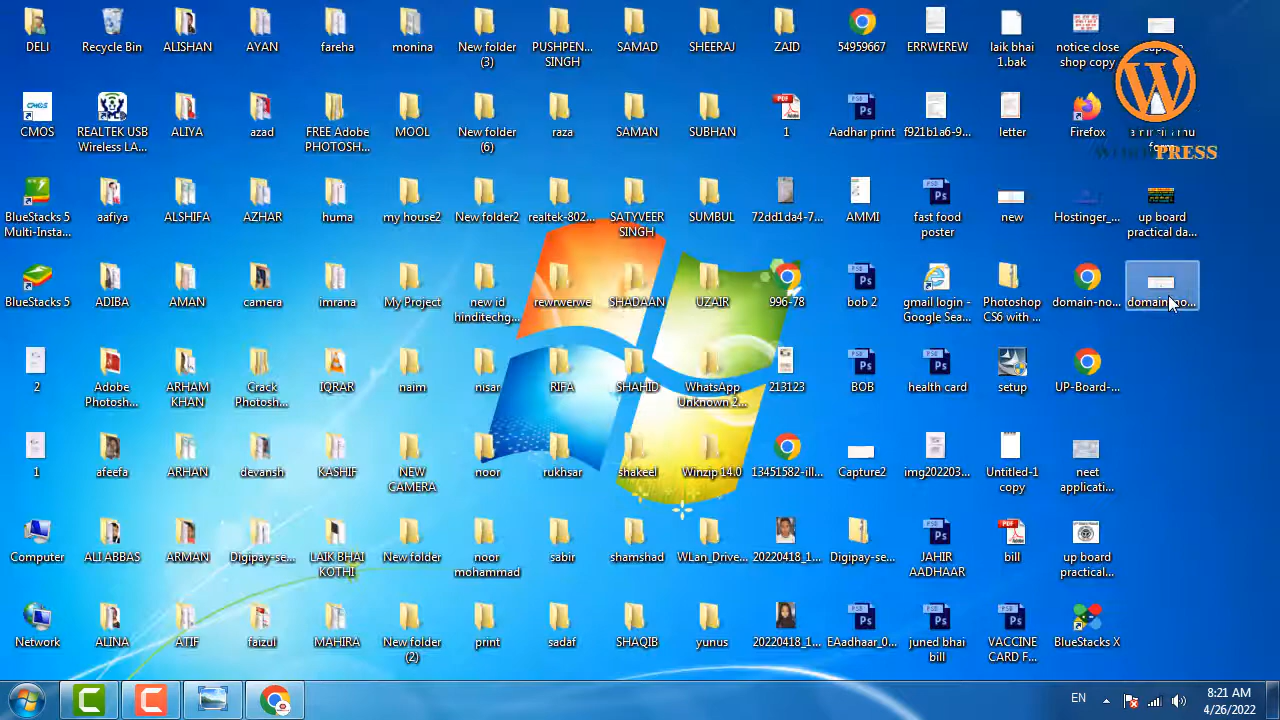 DELI
Recycle Bin
ALISHAN
AYAN
fareha
monina
New folder
(3)
PUSHPEN...
SINGH
SAMAD
SHEERAJ
ZAID
54959667
ERRWEREW
laik bhai
1.bak
notice close
shop copy
CMOS
REALTEK USB
Wireless LA...
ALIYA
azad
FREE Adobe
PHOTOSH...
MOOL
New folder
(6)
raza
SAMAN
SUBHAN
1
Aadhar print
f921b1a6-9...
letter
Firefox
PRESS
BlueStacks 5
Multi-Insta...
aafiya
ALSHIFA
AZHAR
huma
my house2
New folder2
realtek-802...
SATYVEER
SINGH
SUMBUL
72dd1da4-7...
AMMI
fast food
poster
new
Hostinger_...
up board
practical da...
BlueStacks 5
ADIBA
AMAN
camera
imrana
My Project
new id
hinditechg...
rewrwerwe
SHADAAN
UZAIR
996-78
bob 2
gmail login -
Google Sea...
Photoshop
CS6 with ...
domain-no...
2
Adobe
Photosh...
ARHAM
KHAN
Crack
Photosh...
IQRAR
naim
nisar
RIFA
SHAHID
WhatsApp
Unknown 2...
213123
BOB
health card
setup
UP-Board-...
1
afeefa
ARHAN
devansh
KASHIF
NEW
CAMERA
noor
rukhsar
shakeel
Winzip 14.0
13451582-ill...
Capture2
img202203...
Untitled-1
copy
neet
applicati...
Computer
ALI ABBAS
ARMAN
Digipay-se...
LAIK BHAI
KOTHI
New folder
noor
mohammad
sabir
shamshad
WLan_Drive...
20220418_1...
Digipay-se...
JAHIR
AADHAAR
bill
up board
practical...
Network
ALINA
ATIF
faizul
MAHIRA
New folder
(2)
print
sadaf
SHAQIB
yunus
20220418_1...
EAadhaar_0...
juned bhai
bill
VACCINE
CARD F...
BlueStacks X
EN
8:21 AM
4/26/2022